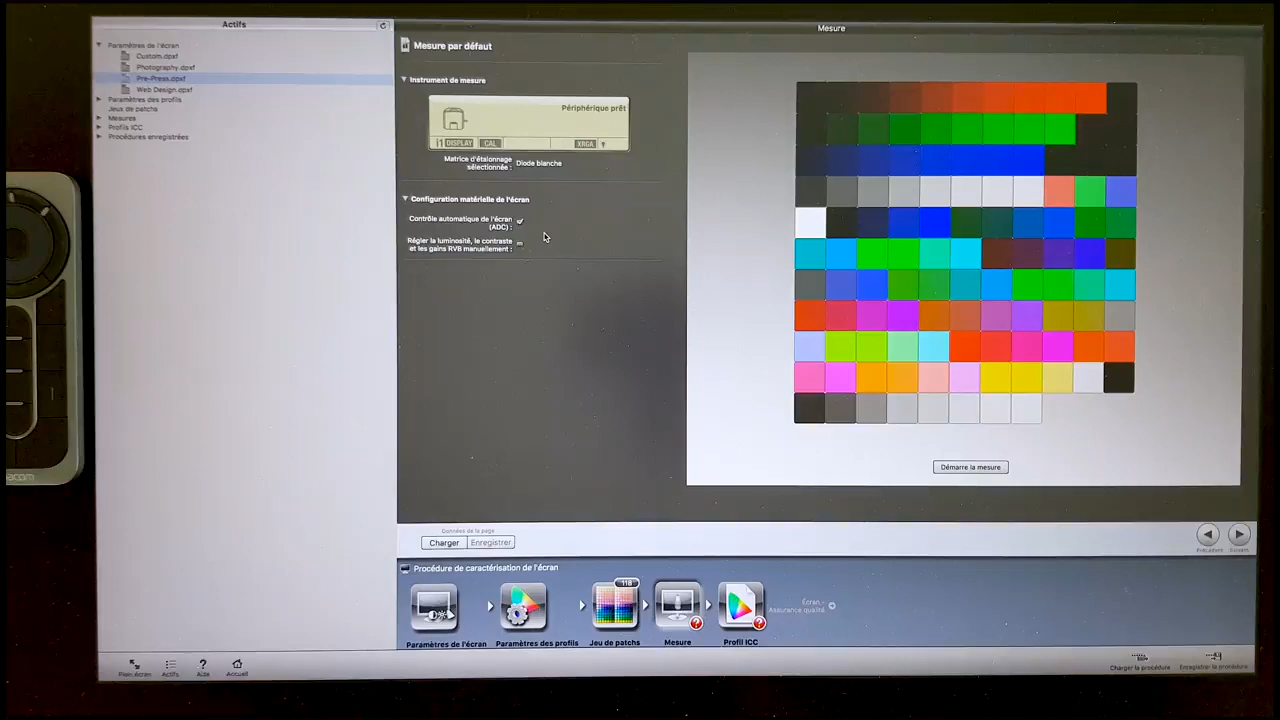 Actifs
Paramètres de l'écran
Custom.dpxf
Photography.dpxf
Pre-Press.dpxf
Web Design.dpxf
Paramètres des profils
Jeux de patchs
Mesures
Profils ICC
Procédures enregistrées
Mesure
Mesure par défaut
Instrument de mesure
Périphérique prêt
i1 DISPLAY CAL XRGA
Matrice d'étalonnage
sélectionnée : Diode blanche
Configuration matérielle de l'écran
Contrôle automatique de l'écran
(ADC) :
Régler la luminosité, le contraste
et les gains RVB manuellement :
Démarre la mesure
Données de la page
Charger Enregistrer
Précédent Suivant
Procédure de caractérisation de l'écran
118
Écran -
Assurance qualité
Paramètres de l'écran Paramètres des profils Jeu de patchs Mesure Profil ICC
Plein écran Actifs Aide Accueil
Charger la procédure Enregistrer la procédure
wacom